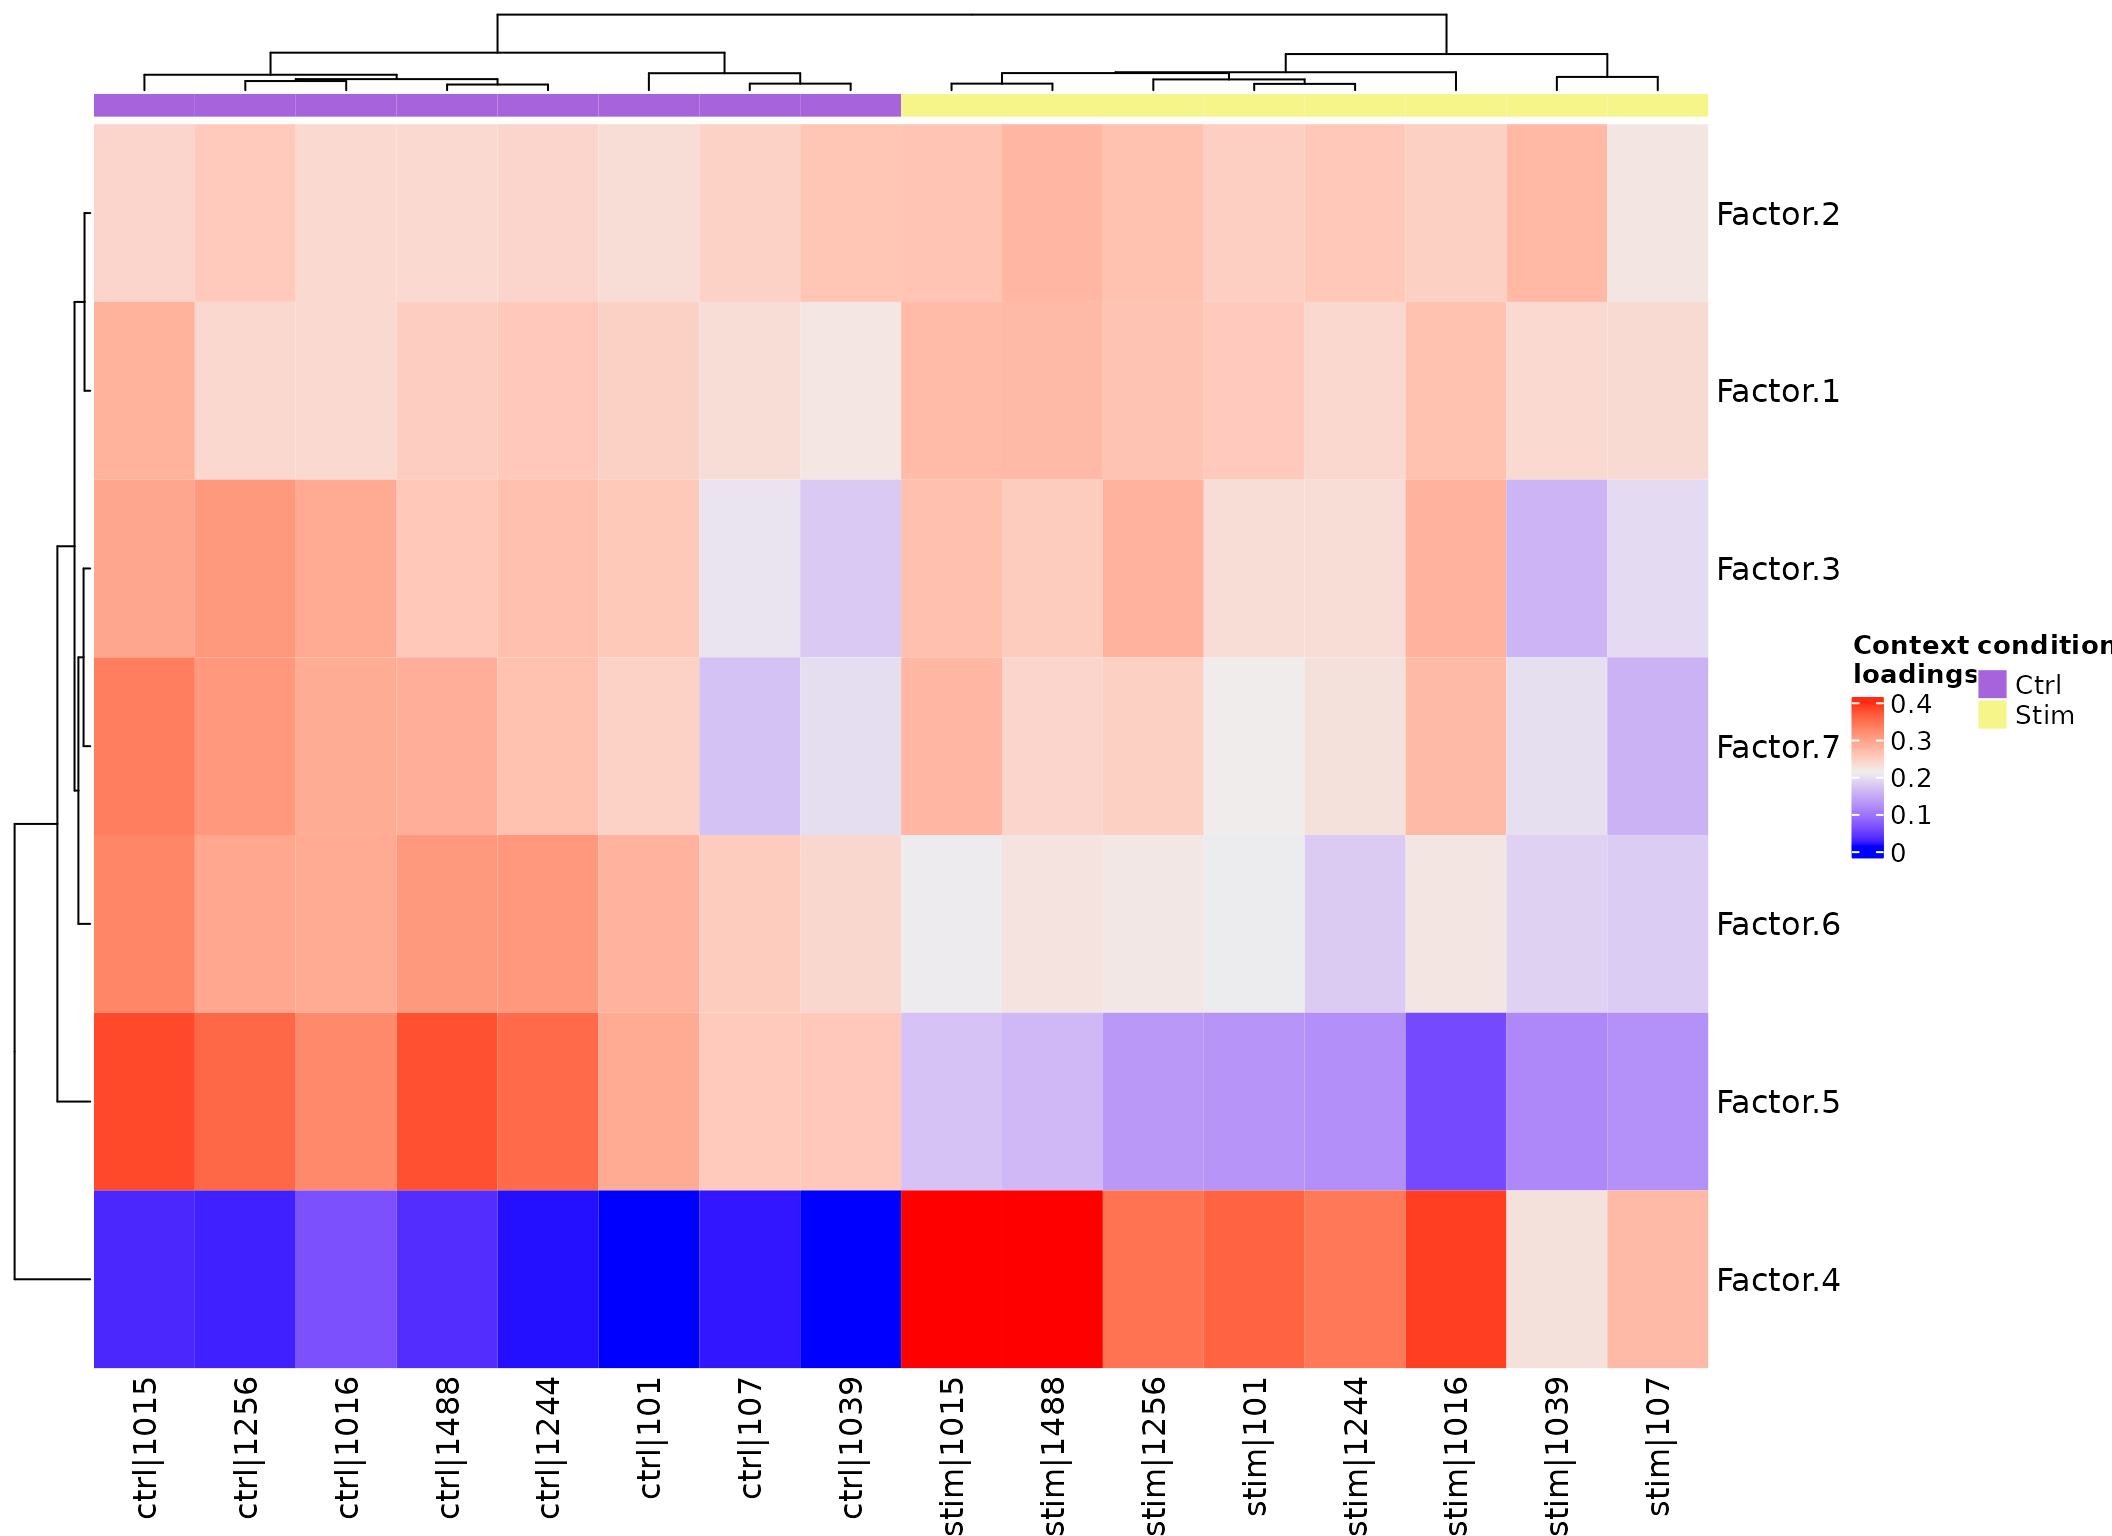 Factor.2
Factor.1
Factor.3
Factor.7
Factor.6
Factor.5
Factor.4
Context
loadings
0.4
0.3
0.2
0.1
0
condition
Ctrl
Stim
ctrl|1015
ctrl|1256
ctrl|1016
ctrl|1488
ctrl|1244
ctrl|101
ctrl|107
ctrl|1039
stim|1015
stim|1488
stim|1256
stim|101
stim|1244
stim|1016
stim|1039
stim|107